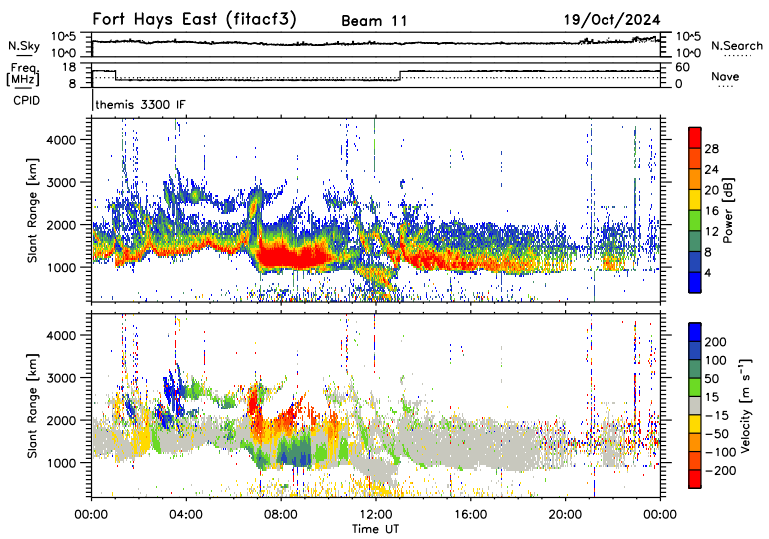 Fort Hays East (fitacf3)
Beam 11
19/Oct/2024
N.Sky
10^5
10^0
10^5
10^0
N.Search
Freq.
[MHz]
18
8
60
0
Nave
CPID
themis 3300 IF
Slant Range [km]
4000
3000
2000
1000
28
24
20
16
12
8
4
Power [dB]
Slant Range [km]
4000
3000
2000
1000
200
100
50
15
-15
-50
-100
-200
Velocity [m s⁻¹]
00:00 04:00 08:00 12:00 16:00 20:00 00:00
Time UT